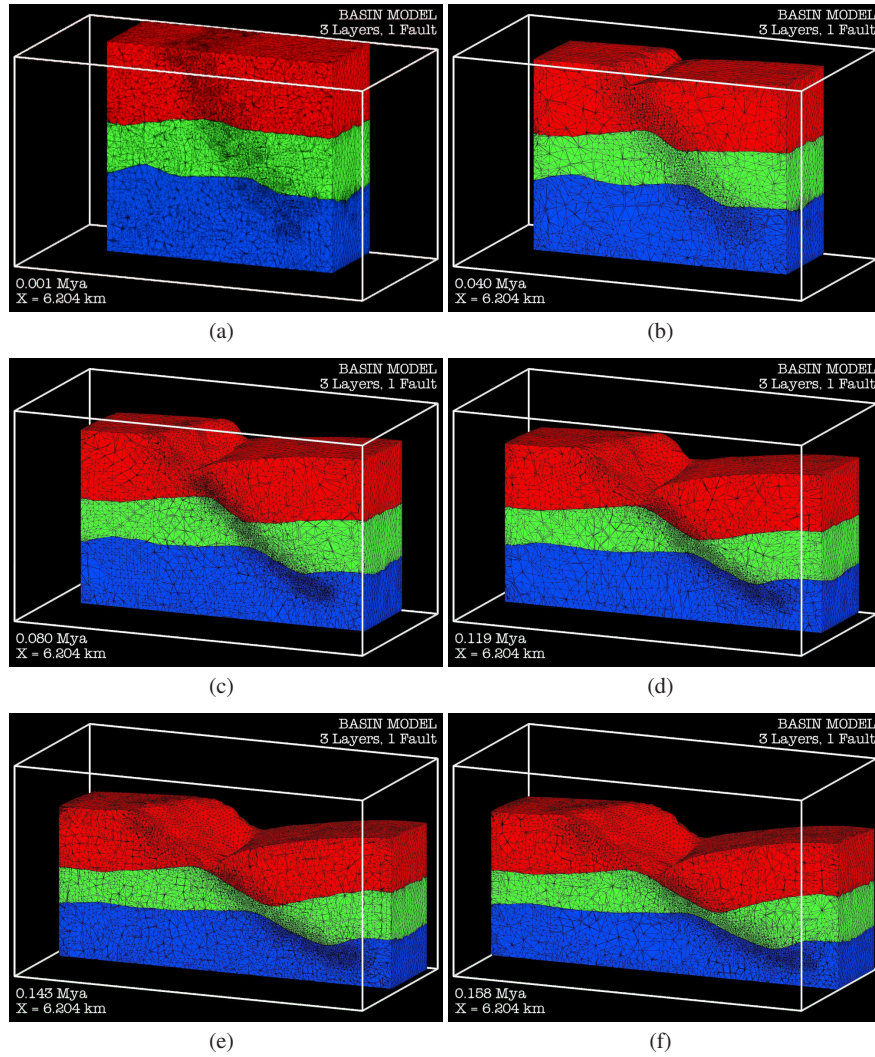 BASIN MODEL
3 Layers, 1 Fault
0.001 Mya
X = 6.204 km
(a)
BASIN MODEL
3 Layers, 1 Fault
0.040 Mya
X = 6.204 km
(b)
BASIN MODEL
3 Layers, 1 Fault
0.080 Mya
X = 6.204 km
(c)
BASIN MODEL
3 Layers, 1 Fault
0.119 Mya
X = 6.204 km
(d)
BASIN MODEL
3 Layers, 1 Fault
0.143 Mya
X = 6.204 km
(e)
BASIN MODEL
3 Layers, 1 Fault
0.158 Mya
X = 6.204 km
(f)